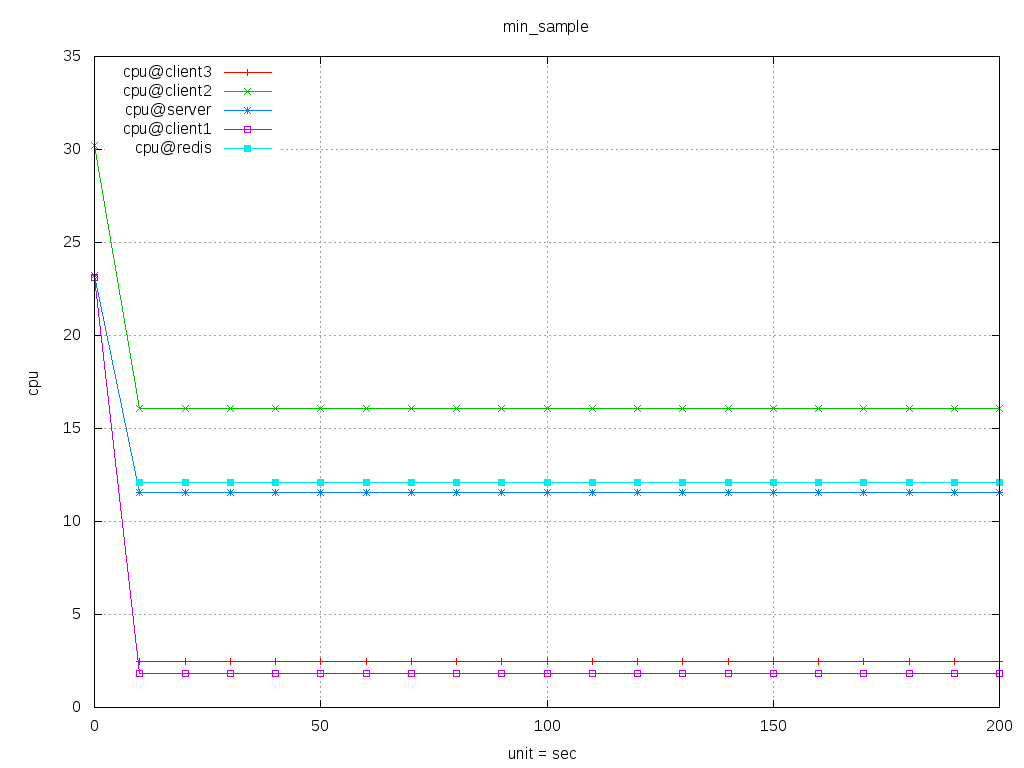 min_sample
35
30
25
20
15
10
5
0
cpu
cpu@client3
cpu@client2
cpu@server
cpu@client1
cpu@redis
0 50 100 150 200
unit = sec